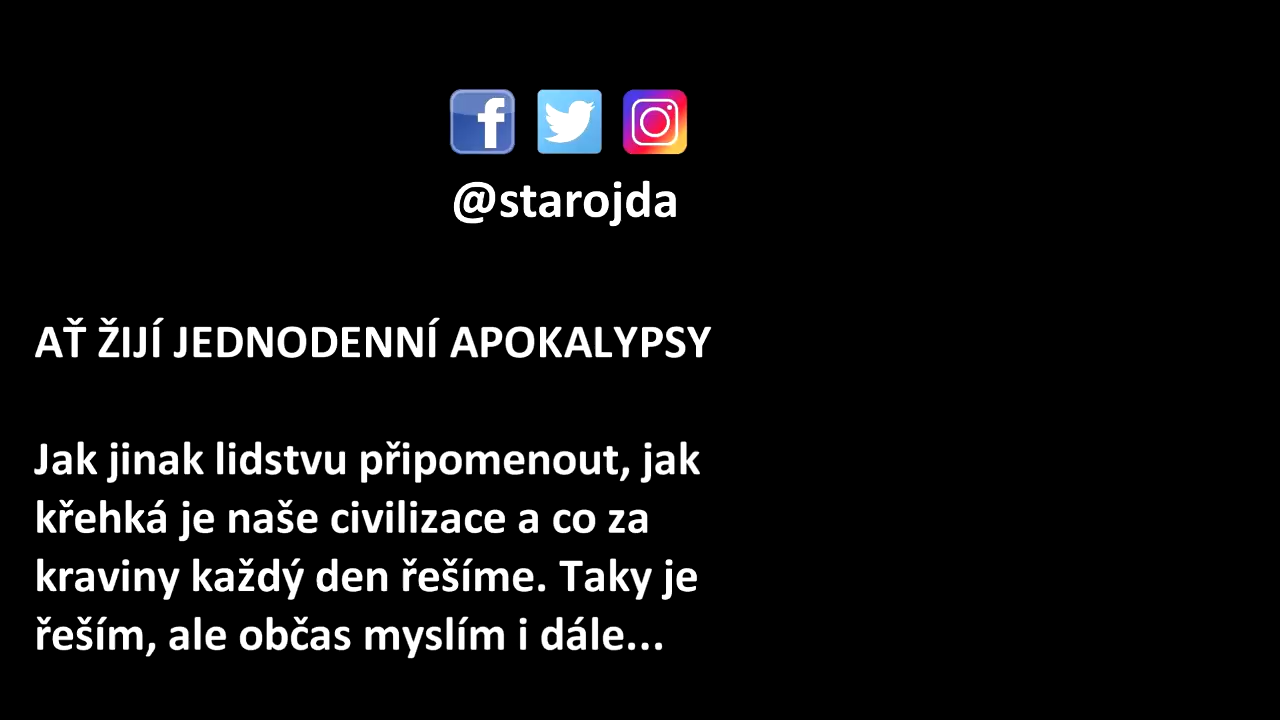 @starojda
AŤ ŽIJÍ JEDNODENNÍ APOKALYPSY
Jak jinak lidstvu připomenout, jak
křehká je naše civilizace a co za
kraviny každý den řešíme. Taky je
řeším, ale občas myslím i dále...